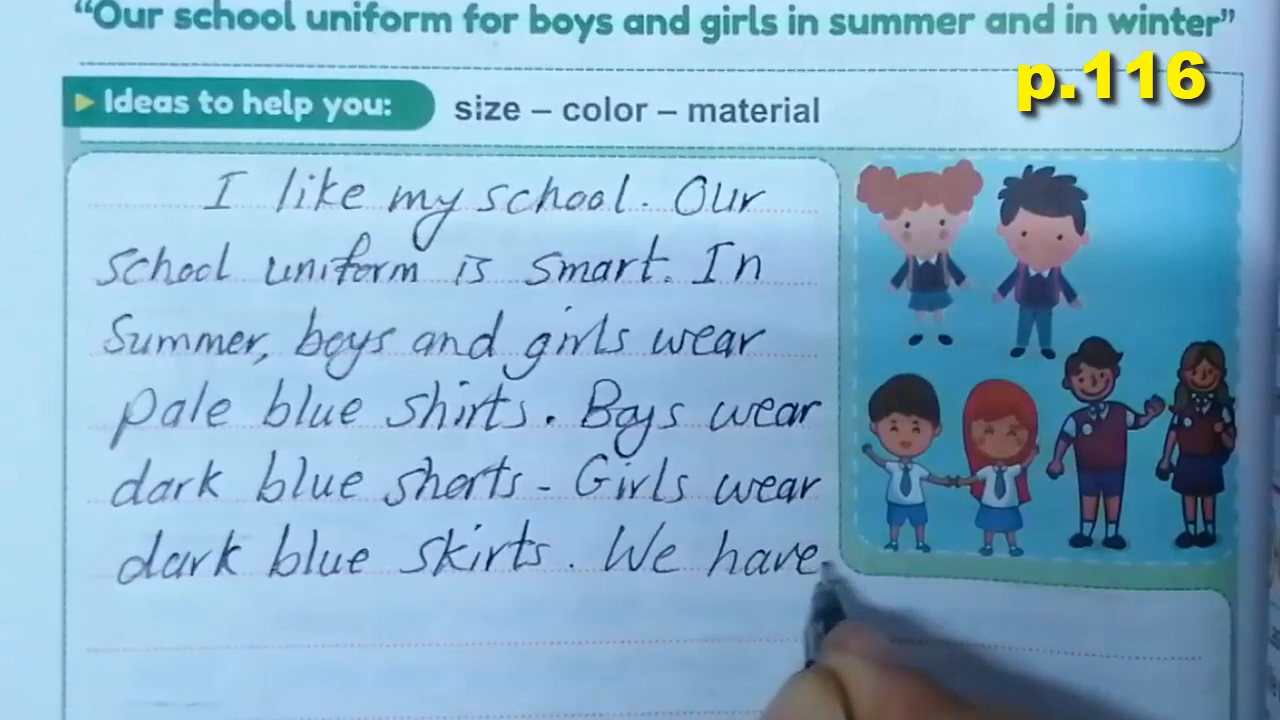 “Our school uniform for boys and girls in summer and in winter”
p.116
Ideas to help you: size – color – material
I like my school. Our
school uniform is smart. In
Summer, boys and girls wear
pale blue shirts. Boys wear
dark blue shorts - Girls wear
dark blue skirts. We have